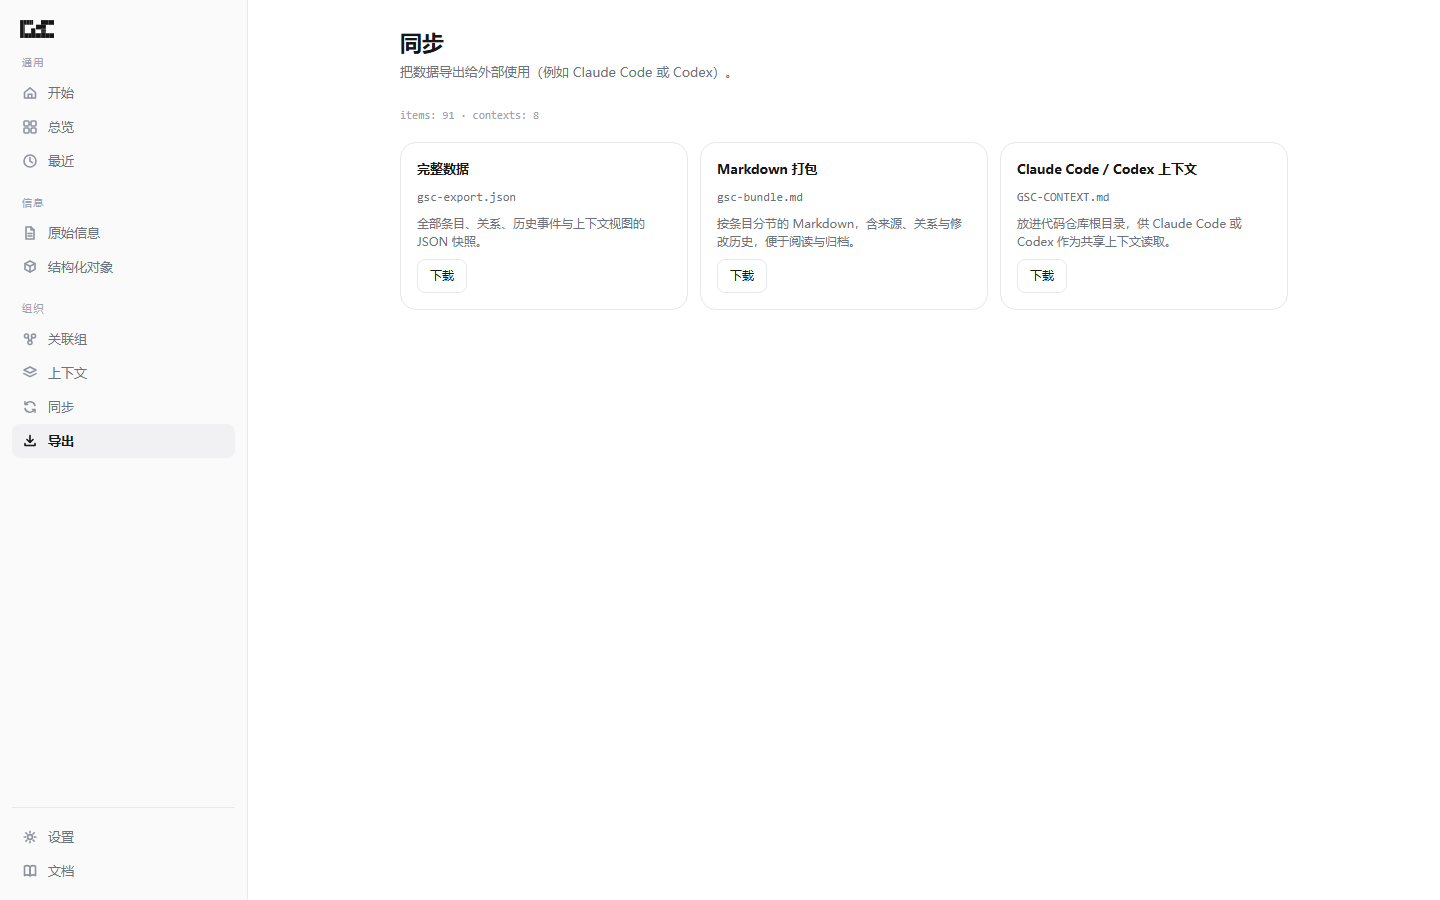 GSC
通用
开始
总览
最近
信息
原始信息
结构化对象
组织
关联组
上下文
同步
导出
设置
文档
同步
把数据导出给外部使用（例如 Claude Code 或 Codex）。
items: 91 · contexts: 8
完整数据
gsc-export.json
全部条目、关系、历史事件与上下文视图的
JSON 快照。
下载
Markdown 打包
gsc-bundle.md
按条目分节的 Markdown，含来源、关系与修
改历史，便于阅读与归档。
下载
Claude Code / Codex 上下文
GSC-CONTEXT.md
放进代码仓库根目录，供 Claude Code 或
Codex 作为共享上下文读取。
下载